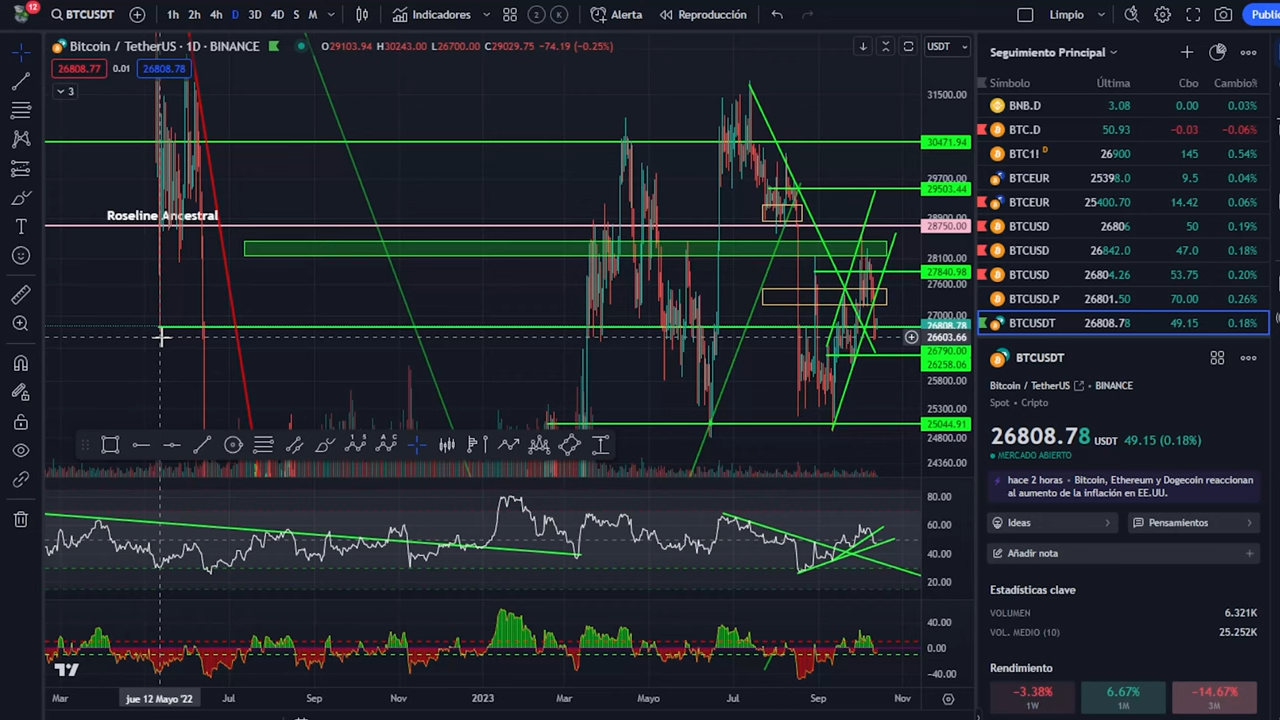 12
BTCUSDT
1h 2h 4h D 3D 4D S M
Indicadores
2 K
Alerta
Reproducción
Limpio
Public
Bitcoin / TetherUS · 1D · BINANCE
O29103.94 H30243.00 L26700.00 C29029.75 -74.19 (-0.25%)
USDT
26808.77 0.01 26808.78
3
Roseline Ancestral
31500.00
30471.94
29700.00
29503.44
28900.00
28750.00
28100.00
27840.98
27600.00
27000.00
26808.78
26603.66
26790.00
26258.06
25800.00
25300.00
25044.91
24800.00
24360.00
80.00
60.00
40.00
20.00
40.00
0.00
-40.00
Mar
jue 12 Mayo '22
Jul
Sep
Nov
2023
Mar
Mayo
Jul
Sep
Nov
Seguimiento Principal
Símbolo Última Cbo Cambio%
BNB.D 3.08 0.00 0.03%
BTC.D 50.93 -0.03 -0.06%
BTC1! D 26900 145 0.54%
BTCEUR 25398.0 9.5 0.04%
BTCEUR 25400.70 14.42 0.06%
BTCUSD 26806 50 0.19%
BTCUSD 26842.0 47.0 0.18%
BTCUSD 26804.26 53.75 0.20%
BTCUSD.P 26801.50 70.00 0.26%
BTCUSDT 26808.78 49.15 0.18%
BTCUSDT
Bitcoin / TetherUS BINANCE
Spot • Cripto
26808.78 USDT 49.15 (0.18%)
MERCADO ABIERTO
hace 2 horas • Bitcoin, Ethereum y Dogecoin reaccionan
al aumento de la inflación en EE.UU.
Ideas
Pensamientos
Añadir nota
Estadísticas clave
VOLUMEN 6.321K
VOL. MEDIO (10) 25.252K
Rendimiento
-3.38% 6.67% -14.67%
1W 1M 3M